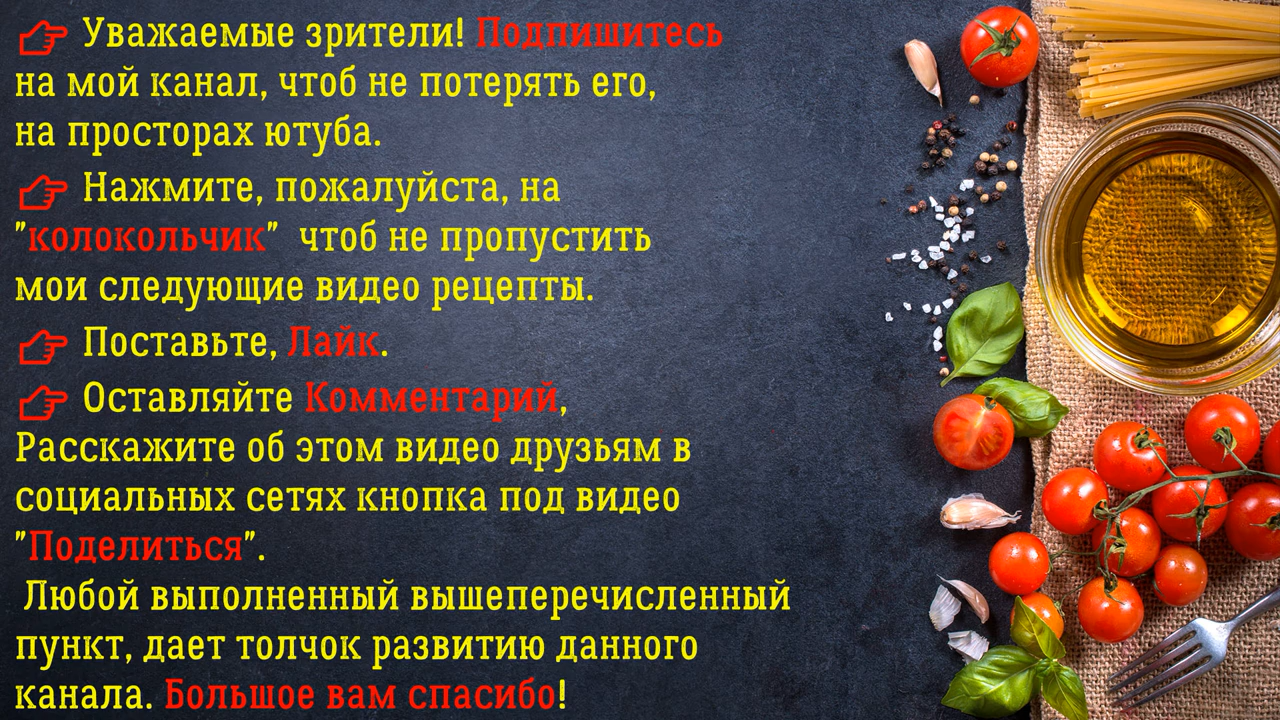 Уважаемые зрители! Подпишитесь
на мой канал, чтоб не потерять его,
на просторах ютуба.
Нажмите, пожалуйста, на
"колокольчик" чтоб не пропустить
мои следующие видео рецепты.
Поставьте, Лайк.
Оставляйте Комментарий,
Расскажите об этом видео друзьям в
социальных сетях кнопка под видео
"Поделиться".
Любой выполненный вышеперечисленный
пункт, дает толчок развитию данного
канала. Большое вам спасибо!